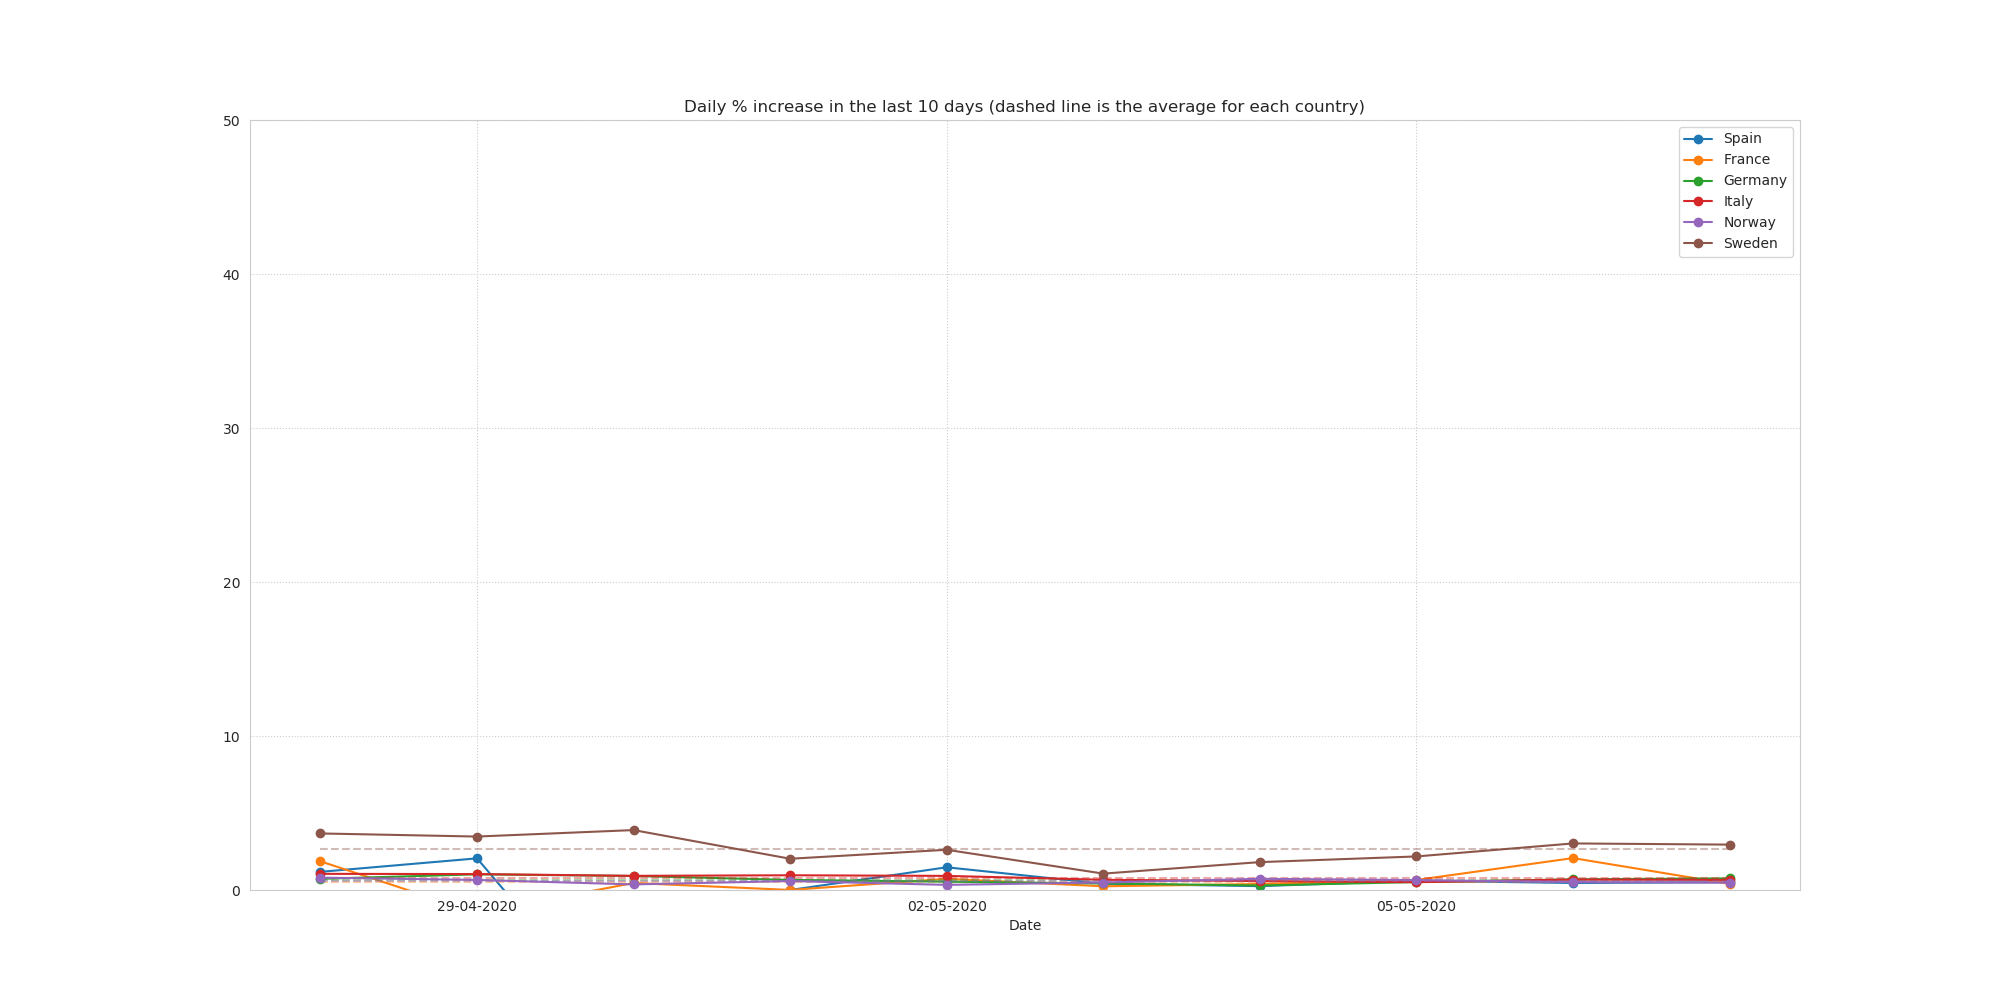 Daily % increase in the last 10 days (dashed line is the average for each country)
50
40
30
20
10
0
Spain
France
Germany
Italy
Norway
Sweden
29-04-2020 02-05-2020 05-05-2020
Date